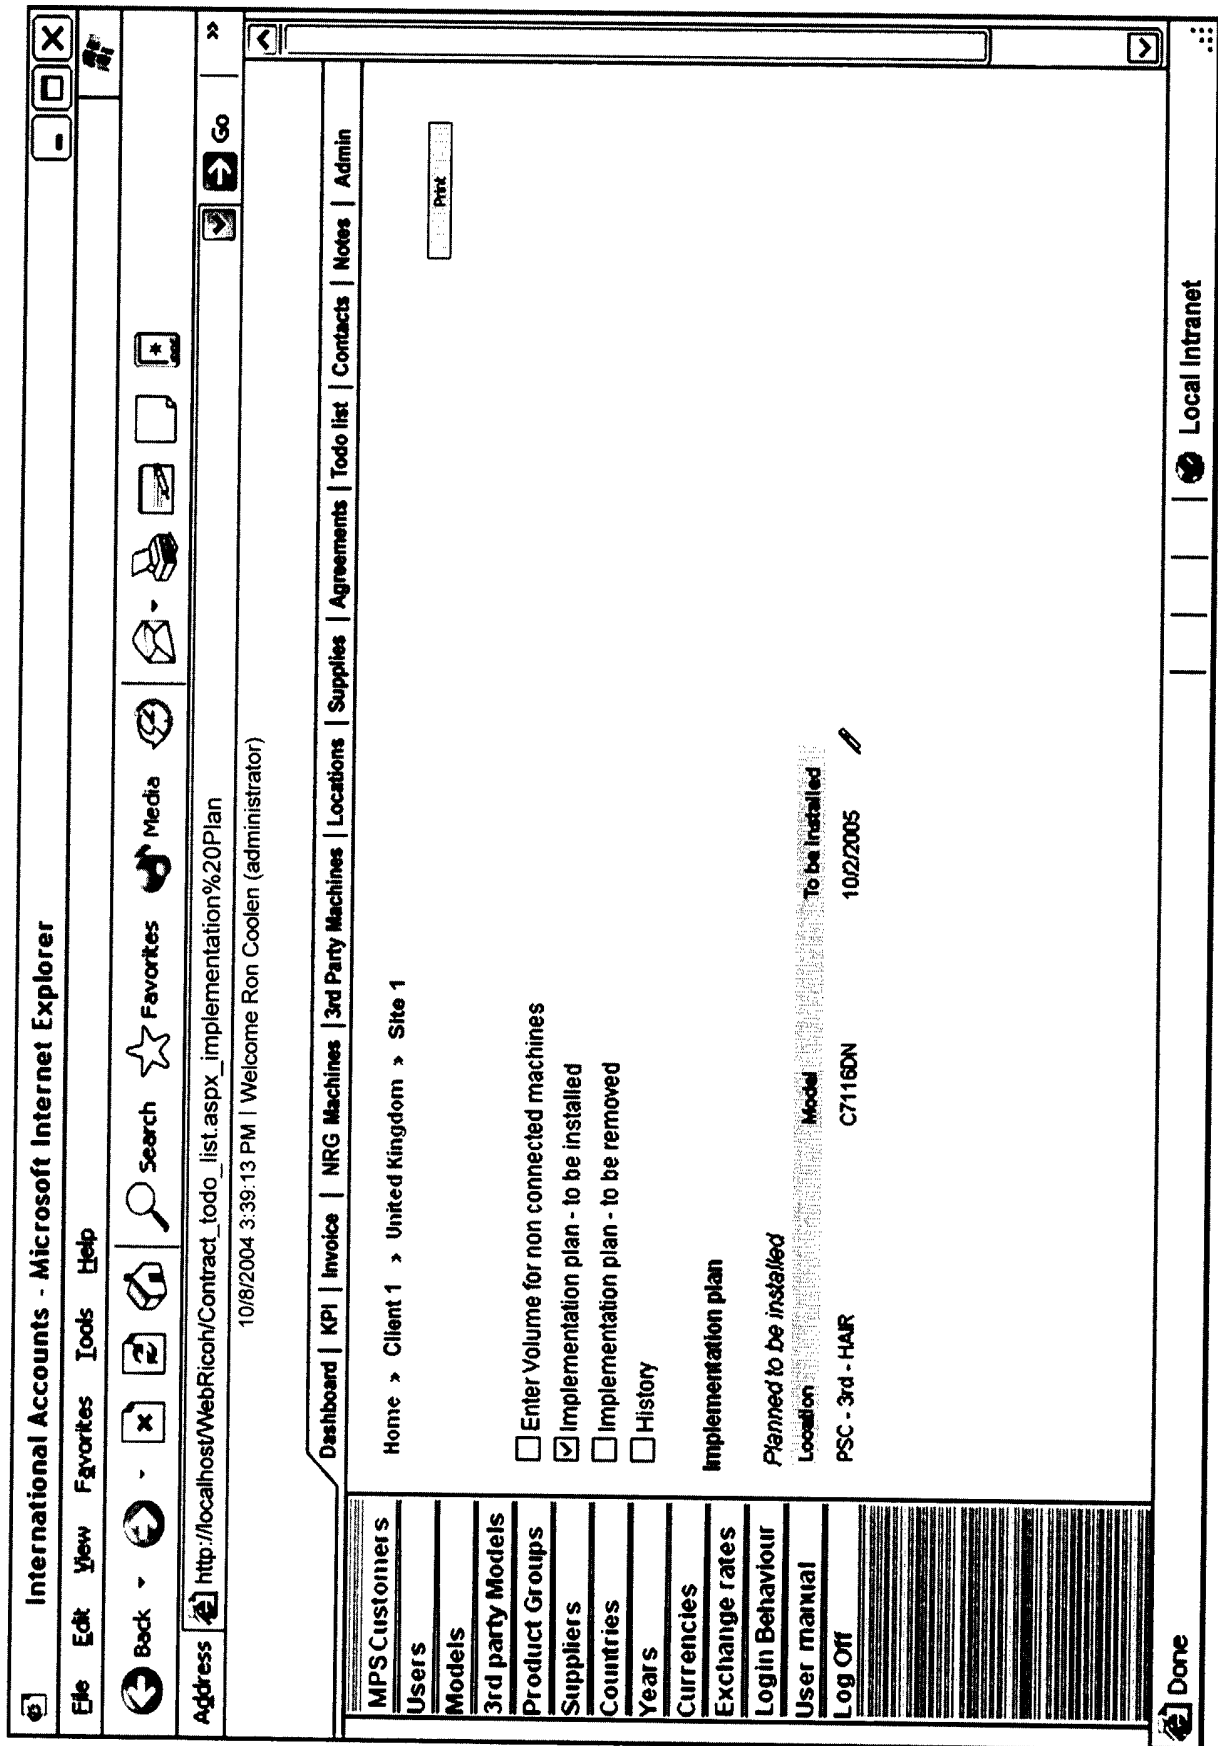 International Accounts - Microsoft Internet Explorer
File Edit View Favorites Tools Help
Back Search Favorites Media
Address http://localhost/WebRicoh/Contract_todo_list.aspx_implementation%20Plan Go »
10/8/2004 3:39:13 PM | Welcome Ron Coolen (administrator)
Dashboard | KPI | Invoice | NRG Machines | 3rd Party Machines | Locations | Supplies | Agreements | Todo list | Contacts | Notes | Admin
MPS Customers
Users
Models
3rd party Models
Product Groups
Suppliers
Countries
Years
Currencies
Exchange rates
Login Behaviour
User manual
Log Off
Home » Client 1 » United Kingdom » Site 1
Print
Enter Volume for non connected machines
Implementation plan - to be installed
Implementation plan - to be removed
History
Implementation plan
Planned to be installed
Location Model To be installed
PSC - 3rd - HAIR C7116DN 10/2/2005
Done Local Intranet